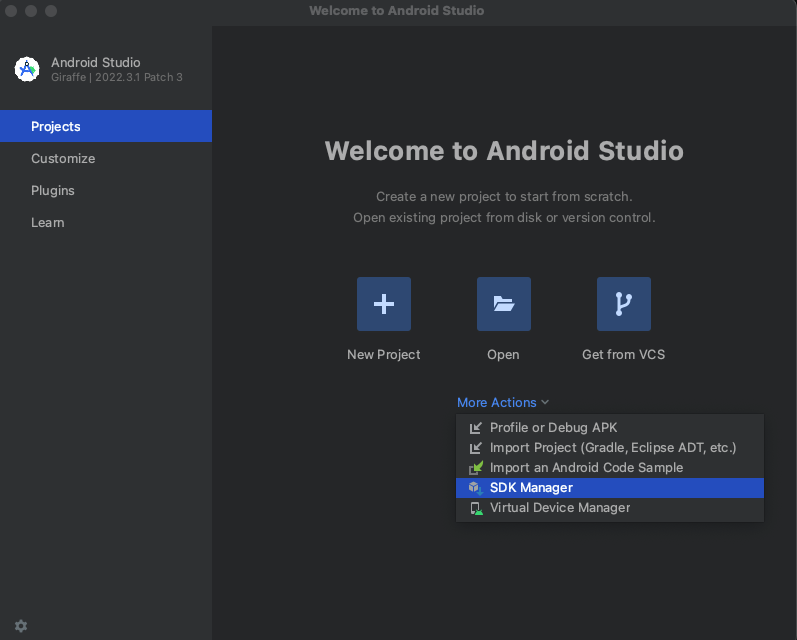 Welcome to Android Studio
Android Studio
Giraffe | 2022.3.1 Patch 3
Projects
Customize
Plugins
Learn
Welcome to Android Studio
Create a new project to start from scratch.
Open existing project from disk or version control.
New Project
Open
Get from VCS
More Actions
Profile or Debug APK
Import Project (Gradle, Eclipse ADT, etc.)
Import an Android Code Sample
SDK Manager
Virtual Device Manager